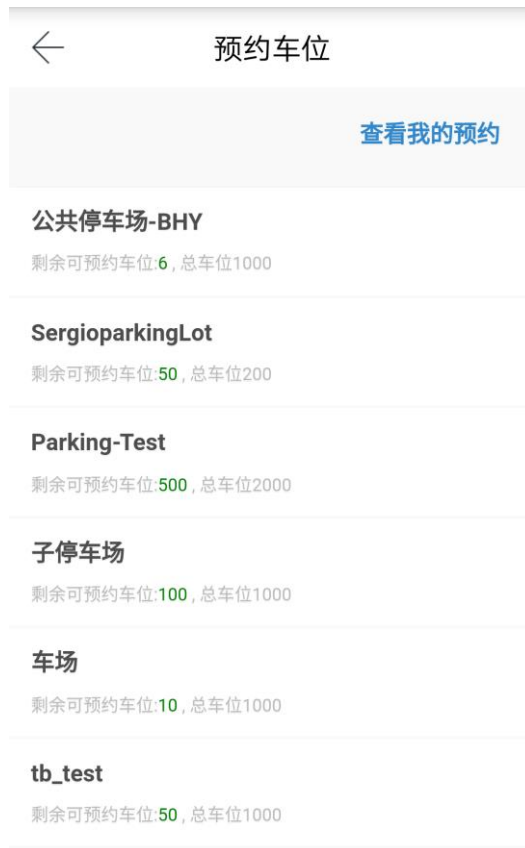 预约车位
查看我的预约
公共停车场-BHY
剩余可预约车位:6 , 总车位1000
SergioparkingLot
剩余可预约车位:50 , 总车位200
Parking-Test
剩余可预约车位:500 , 总车位2000
子停车场
剩余可预约车位:100 , 总车位1000
车场
剩余可预约车位:10 , 总车位1000
tb_test
剩余可预约车位:50 , 总车位1000